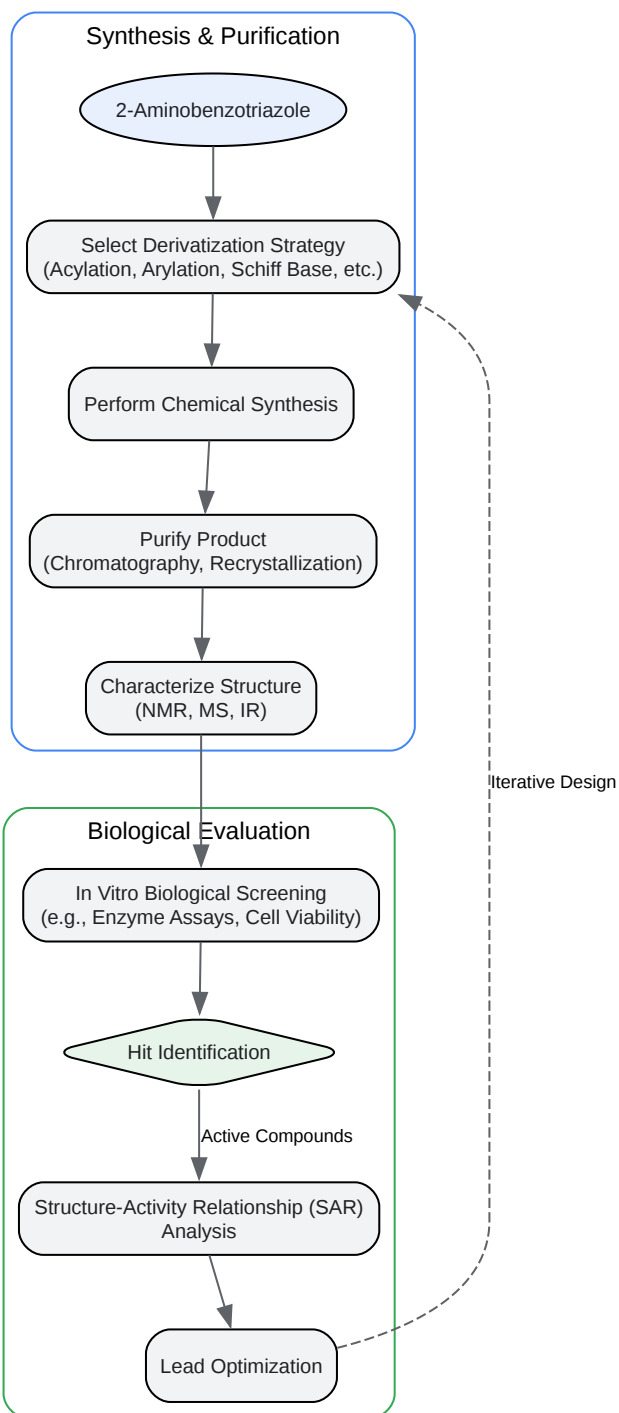 Synthesis & Purification
2-Aminobenzotriazole
Select Derivatization Strategy
(Acylation, Arylation, Schiff Base, etc.)
Perform Chemical Synthesis
Purify Product
(Chromatography, Recrystallization)
Characterize Structure
(NMR, MS, IR)
Iterative Design
Biological Evaluation
In Vitro Biological Screening
(e.g., Enzyme Assays, Cell Viability)
Hit Identification
Active Compounds
Structure-Activity Relationship (SAR)
Analysis
Lead Optimization